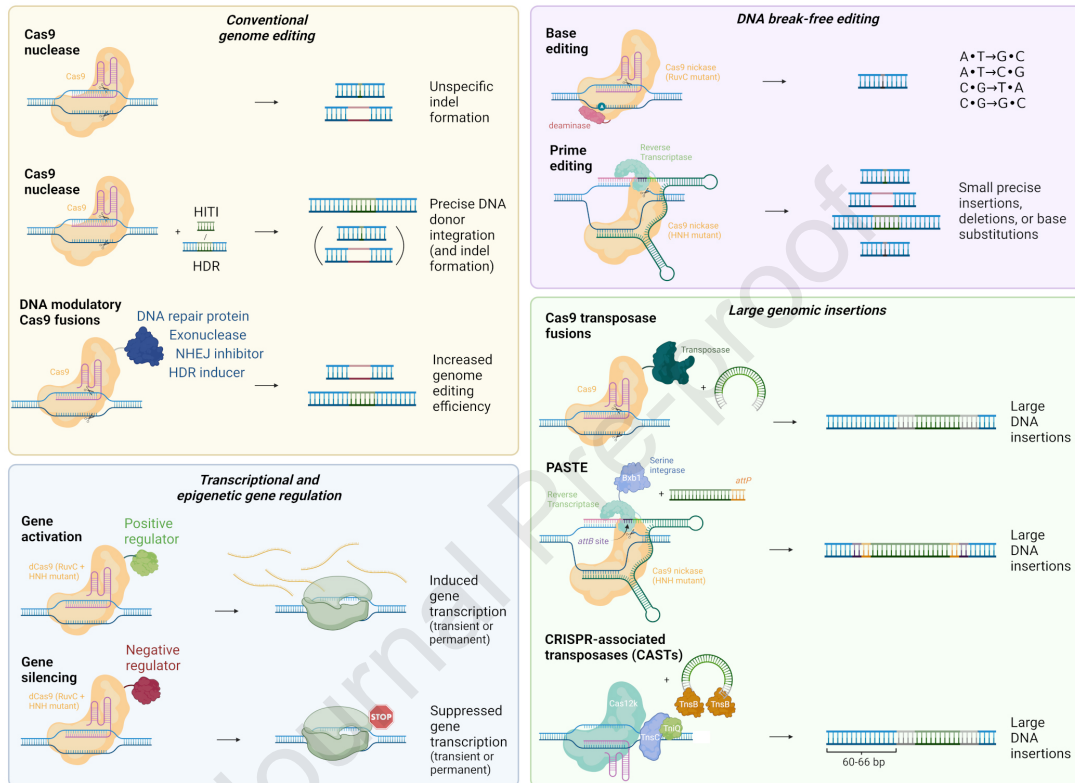 Conventional
genome editing
Cas9
nuclease
Cas9
Unspecific
indel
formation
Cas9
nuclease
+
HITI
/
HDR
Precise DNA
donor
integration
(and indel
formation)
DNA modulatory
Cas9 fusions
DNA repair protein
Exonuclease
NHEJ inhibitor
HDR inducer
Cas9
Increased
genome
editing
efficiency
Transcriptional and
epigenetic gene regulation
Gene
activation
Positive
regulator
dCas9 (RuvC +
HNH mutant)
Induced
gene
transcription
(transient or
permanent)
Gene
silencing
Negative
regulator
dCas9 (RuvC +
HNH mutant)
STOP
Suppressed
gene
transcription
(transient or
permanent)
DNA break-free editing
Base
editing
Cas9 nickase
(RuvC mutant)
A
deaminase
A•T→G•C
A•T→C•G
C•G→T•A
C•G→G•C
Prime
editing
Reverse
Transcriptase
Cas9 nickase
(HNH mutant)
Small precise
insertions,
deletions, or base
substitutions
Large genomic insertions
Cas9 transposase
fusions
Transposase
Cas9
+
Large
DNA
insertions
PASTE
Serine
integrase
Bxb1
Reverse
Transcriptase
+
attP
attB site
Cas9 nickase
(HNH mutant)
Large
DNA
insertions
CRISPR-associated
transposases (CASTs)
+
Cas12k
TnsB
TnsB
TnsC
TniQ
60-66 bp
Large
DNA
insertions
Journal Pre-proof